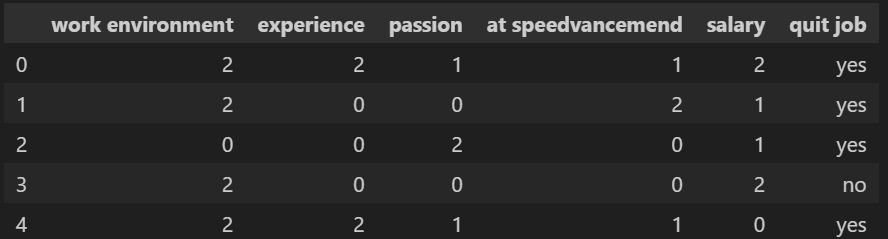 work environment experience passion at speedvancemend salary quit job
0 2 2 1 1 2 yes
1 2 0 0 2 1 yes
2 0 0 2 0 1 yes
3 2 0 0 0 2 no
4 2 2 1 1 0 yes